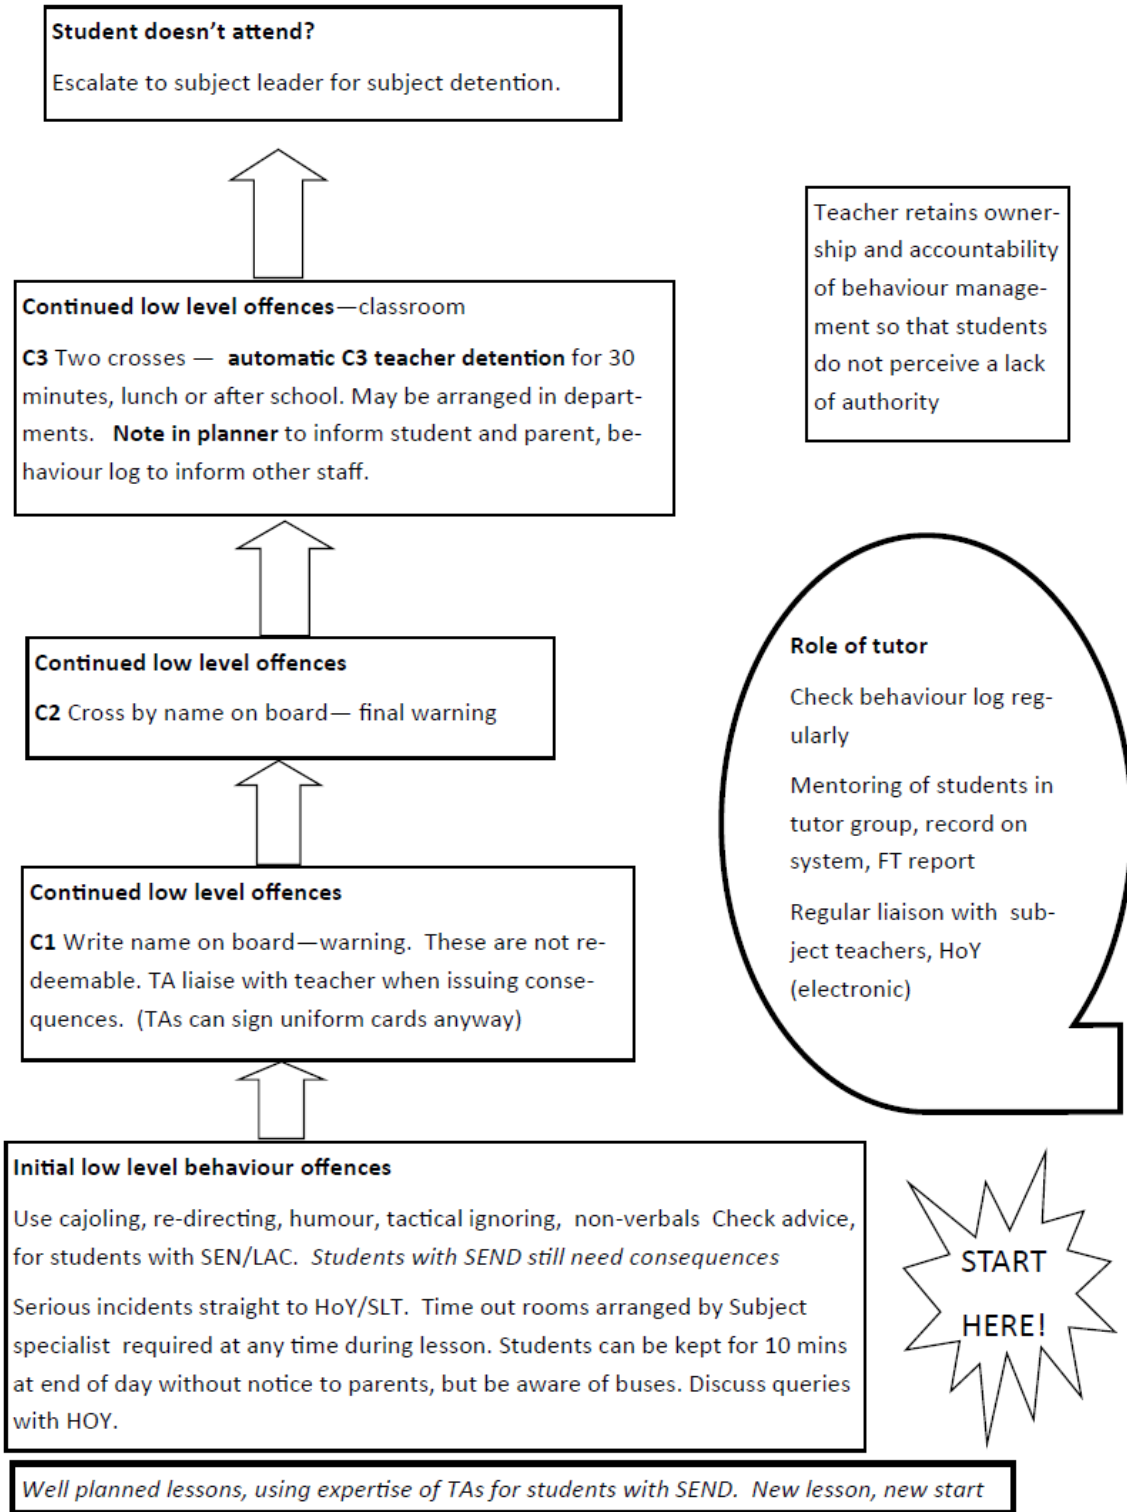 Student doesn’t attend?
Escalate to subject leader for subject detention.
Teacher retains owner-
ship and accountability
of behaviour manage-
ment so that students
do not perceive a lack
of authority
Continued low level offences—classroom
C3 Two crosses — automatic C3 teacher detention for 30
minutes, lunch or after school. May be arranged in depart-
ments. Note in planner to inform student and parent, be-
haviour log to inform other staff.
Continued low level offences
C2 Cross by name on board— final warning
Role of tutor
Check behaviour log reg-
ularly
Mentoring of students in
tutor group, record on
system, FT report
Regular liaison with sub-
ject teachers, HoY
(electronic)
Continued low level offences
C1 Write name on board—warning. These are not re-
deemable. TA liaise with teacher when issuing conse-
quences. (TAs can sign uniform cards anyway)
Initial low level behaviour offences
Use cajoling, re-directing, humour, tactical ignoring, non-verbals Check advice,
for students with SEN/LAC. Students with SEND still need consequences
Serious incidents straight to HoY/SLT. Time out rooms arranged by Subject
specialist required at any time during lesson. Students can be kept for 10 mins
at end of day without notice to parents, but be aware of buses. Discuss queries
with HOY.
START
HERE!
Well planned lessons, using expertise of TAs for students with SEND. New lesson, new start